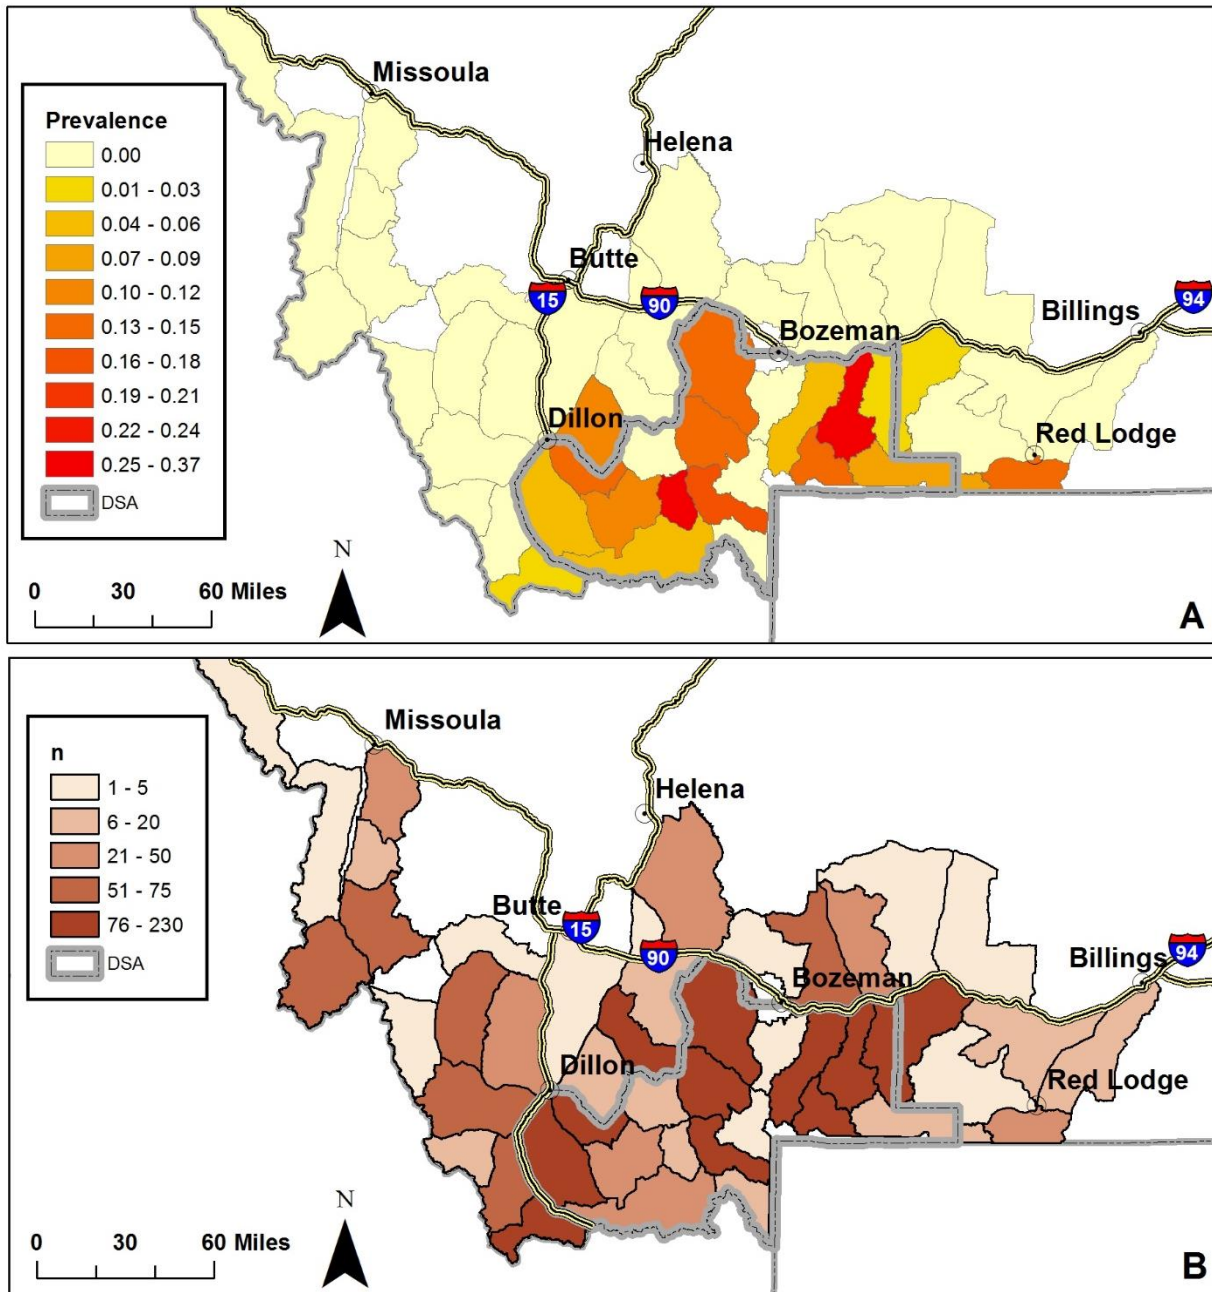 Missoula
Prevalence
0.00
0.01 - 0.03
0.04 - 0.06
0.07 - 0.09
0.10 - 0.12
0.13 - 0.15
0.16 - 0.18
0.19 - 0.21
0.22 - 0.24
0.25 - 0.37
DSA
Helena
Butte
15
90
Bozeman
Billings
94
Dillon
Red Lodge
N
0 30 60 Miles
A
Missoula
n
1 - 5
6 - 20
21 - 50
51 - 75
76 - 230
DSA
Helena
Butte
15
90
Bozeman
Billings
94
Dillon
Red Lodge
N
0 30 60 Miles
B